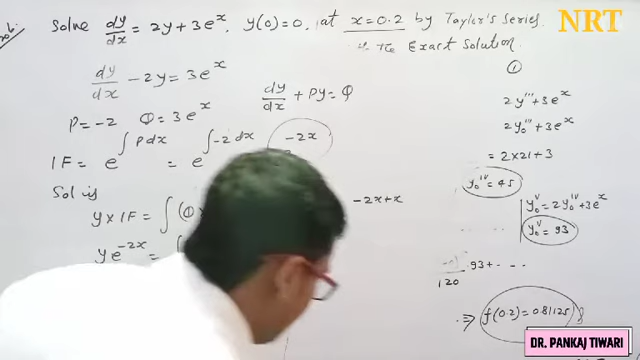 Solve dy/dx = 2y + 3e^x, y(0)=0, at x=0.2 by Taylor's Series.
NRT
the Exact Solution.
①
dy/dx - 2y = 3e^x
dy/dx + Py = Q
2y''' + 3e^x
P = -2 Q = 3e^x
2y₀''' + 3e^x
IF = e^∫Pdx = e^∫-2dx -2x
= 2x21+3
y₀^iv = 45
Sol is
-2x+x
y₀^v = 2y₀^iv + 3e^x
y x IF = ∫(Q
y₀^v = 93
ye^-2x = ∫
120 93 + - - -
⇒ f(0.2) = 0.81125
DR. PANKAJ TIWARI